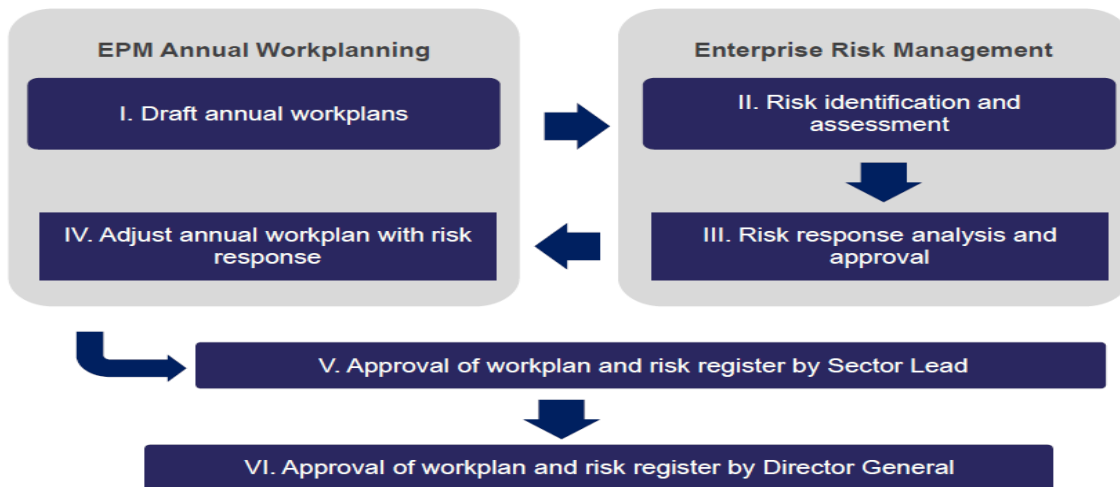 EPM Annual Workplanning
I. Draft annual workplans
IV. Adjust annual workplan with risk
response
Enterprise Risk Management
II. Risk identification and
assessment
III. Risk response analysis and
approval
V. Approval of workplan and risk register by Sector Lead
VI. Approval of workplan and risk register by Director General